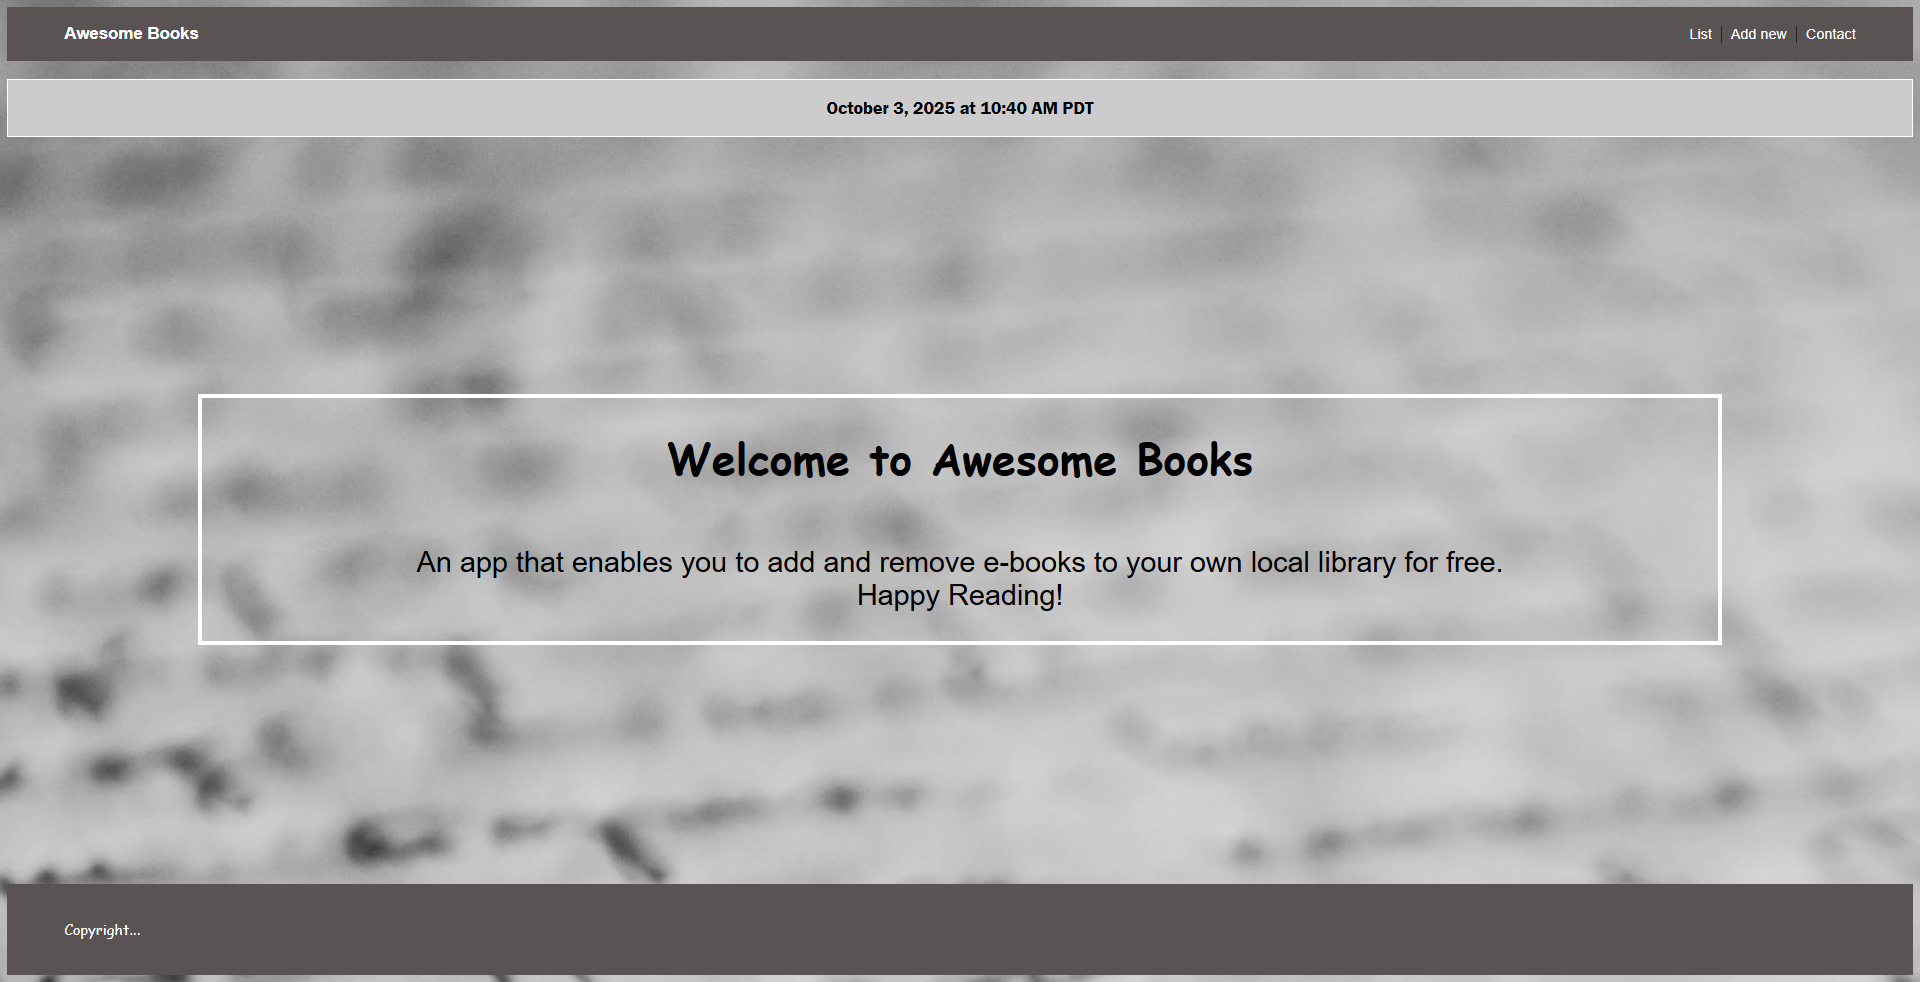 Awesome Books
List | Add new | Contact
October 3, 2025 at 10:40 AM PDT
Welcome to Awesome Books
An app that enables you to add and remove e-books to your own local library for free.
Happy Reading!
Copyright...